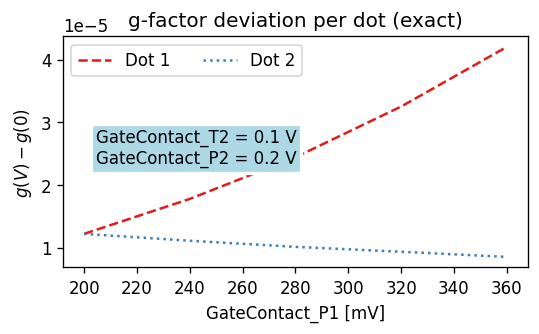 g-factor deviation per dot (exact)
1e−5
Dot 1
Dot 2
GateContact_T2 = 0.1 V
GateContact_P2 = 0.2 V
g(V) − g(0)
4
3
2
1
200 220 240 260 280 300 320 340 360
GateContact_P1 [mV]